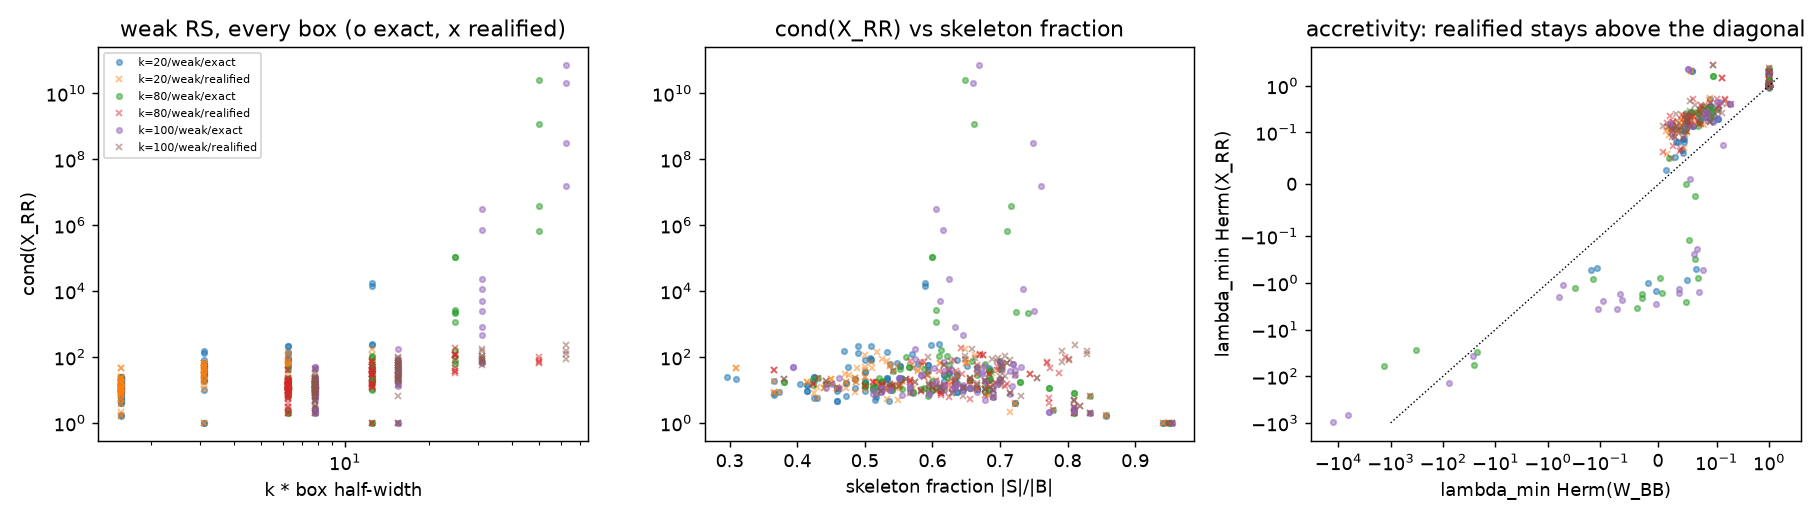 weak RS, every box (o exact, x realified)
k=20/weak/exact
k=20/weak/realified
k=80/weak/exact
k=80/weak/realified
k=100/weak/exact
k=100/weak/realified
cond(X_RR)
10^10
10^8
10^6
10^4
10^2
10^0
10^1
k * box half-width
cond(X_RR) vs skeleton fraction
10^10
10^8
10^6
10^4
10^2
10^0
0.3 0.4 0.5 0.6 0.7 0.8 0.9
skeleton fraction |S|/|B|
accretivity: realified stays above the diagonal
lambda_min Herm(X_RR)
10^0
10^-1
0
−10^-1
−10^0
−10^1
−10^2
−10^3
−10^4 −10^3 −10^2 −10^1 −10^0 −10^-1 0 10^-1 10^0
lambda_min Herm(W_BB)